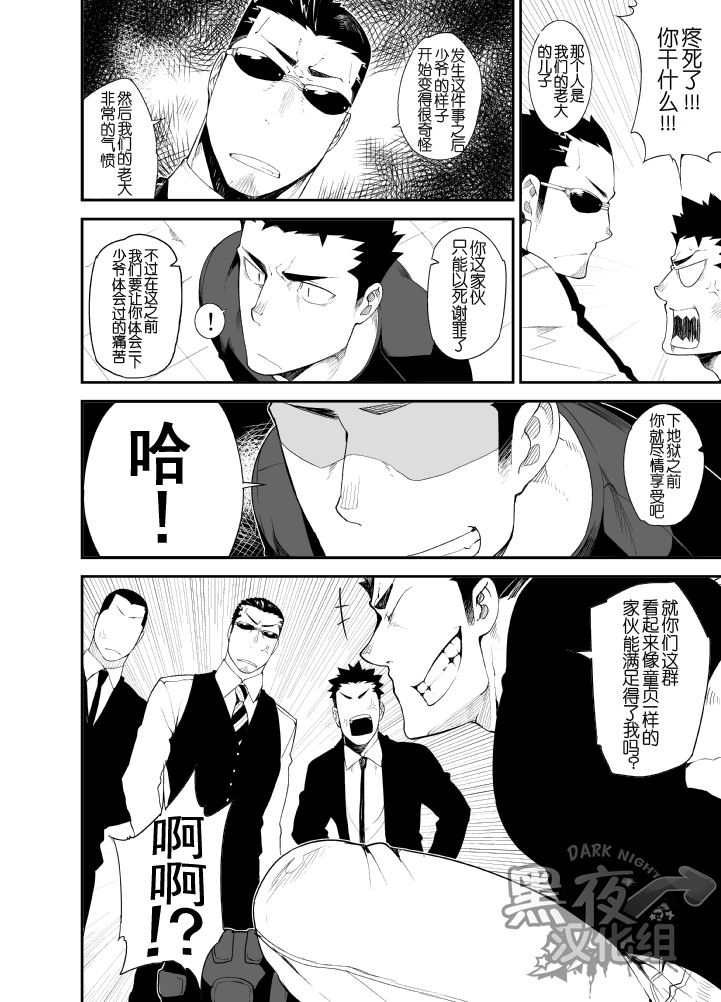 疼死了!!!
你干什么!!!
那个人是
我们的老大
的儿子
发生这件事之后
少爷的样子
开始变得很奇怪
然后我们的老大
非常的气愤
你这家伙
只能以死谢罪了
!
不过在这之前
我们要让你体会一下
少爷体会过的痛苦
下地狱之前
你就尽情享受吧
哈!
就你们这群
看起来像童贞一样的
家伙能满足得了我吗?
啊
啊
!?
DARK NIGHT
黑夜
汉化组